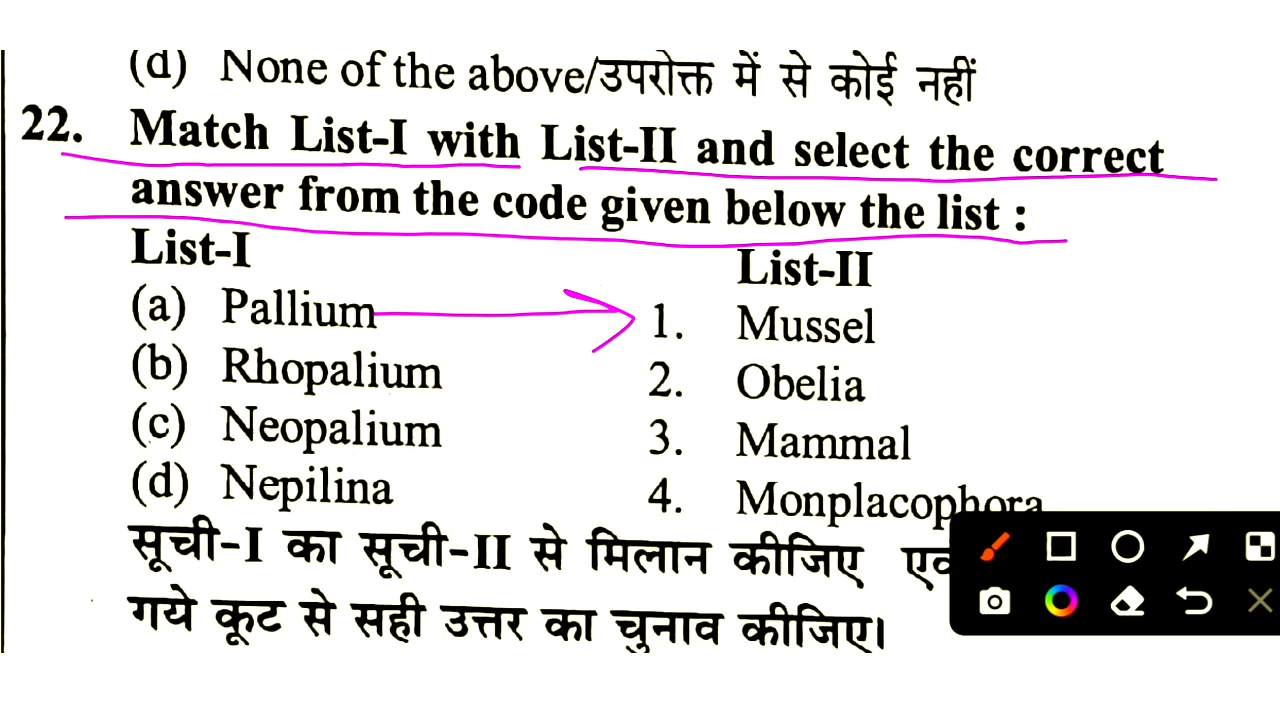 (d) None of the above/उपरोक्त में से कोई नहीं
22. Match List-I with List-II and select the correct
answer from the code given below the list :
List-I List-II
(a) Pallium 1. Mussel
(b) Rhopalium 2. Obelia
(c) Neopalium 3. Mammal
(d) Nepilina 4. Monplacophora
सूची-I का सूची-II से मिलान कीजिए
गये कूट से सही उत्तर का चुनाव कीजिए।